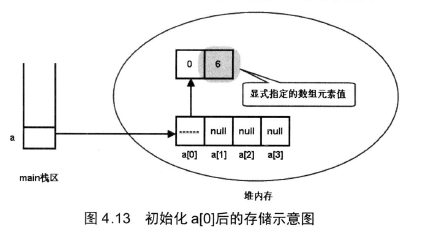 0 6
显式指定的数组元素值
a
------ null null null
a[0] a[1] a[2] a[3]
main栈区
堆内存
图 4.13 初始化 a[0]后的存储示意图